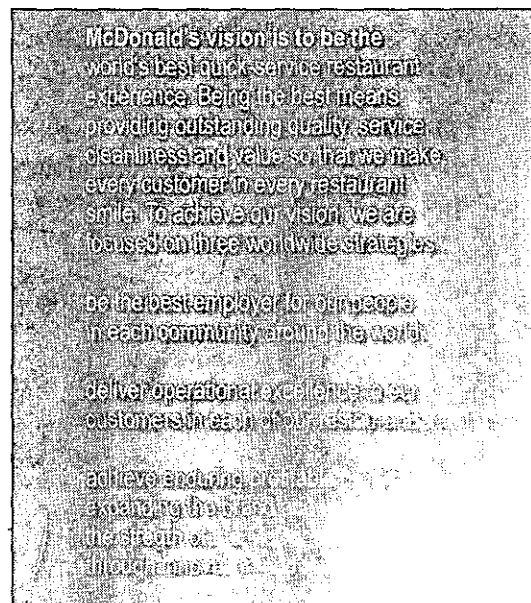 McDonald's vision is to be the
world's best quick service restaurant
experience. Being the best means
providing outstanding quality, service,
cleanliness and value so that we make
every customer in every restaurant
smile. To achieve our vision, we are
focused on three worldwide strategies
be the best employer for our people
in each community around the world,
deliver operational excellence to our
customers in each of our restaurants
achieve enduring
expanding the brand
the
through